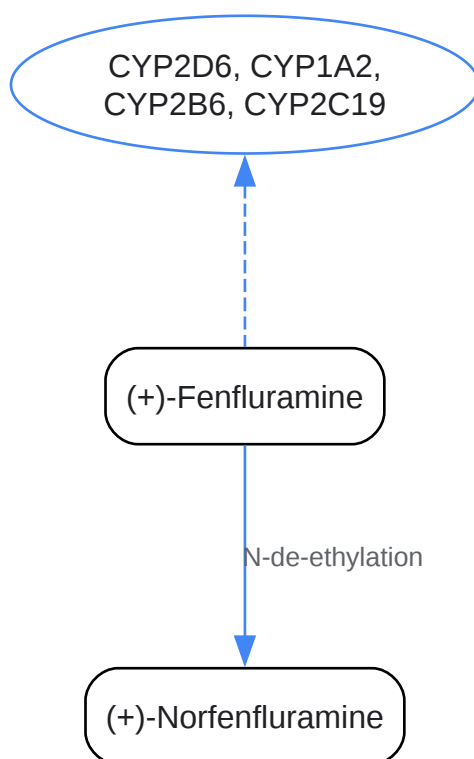 CYP2D6, CYP1A2,
CYP2B6, CYP2C19
(+)-Fenfluramine
N-de-ethylation
(+)-Norfenfluramine